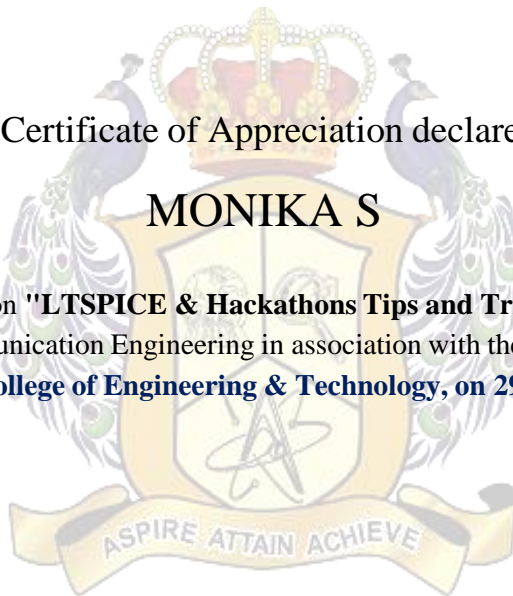 Certificate of Appreciation declare
MONIKA S
on "LTSPICE & Hackathons Tips and Tr
unication Engineering in association with the
ollege of Engineering & Technology, on 29
ASPIRE ATTAIN ACHIEVE